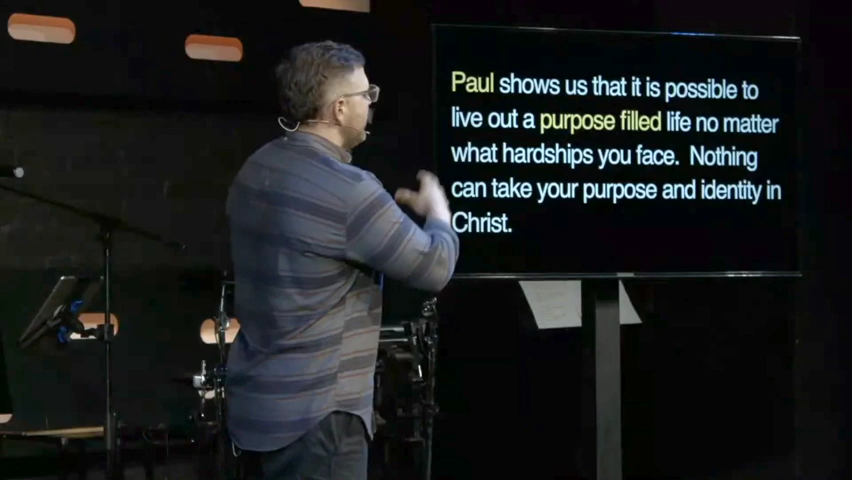 Paul shows us that it is possible to
live out a purpose filled life no matter
what hardships you face.  Nothing
can take your purpose and identity in
Christ.